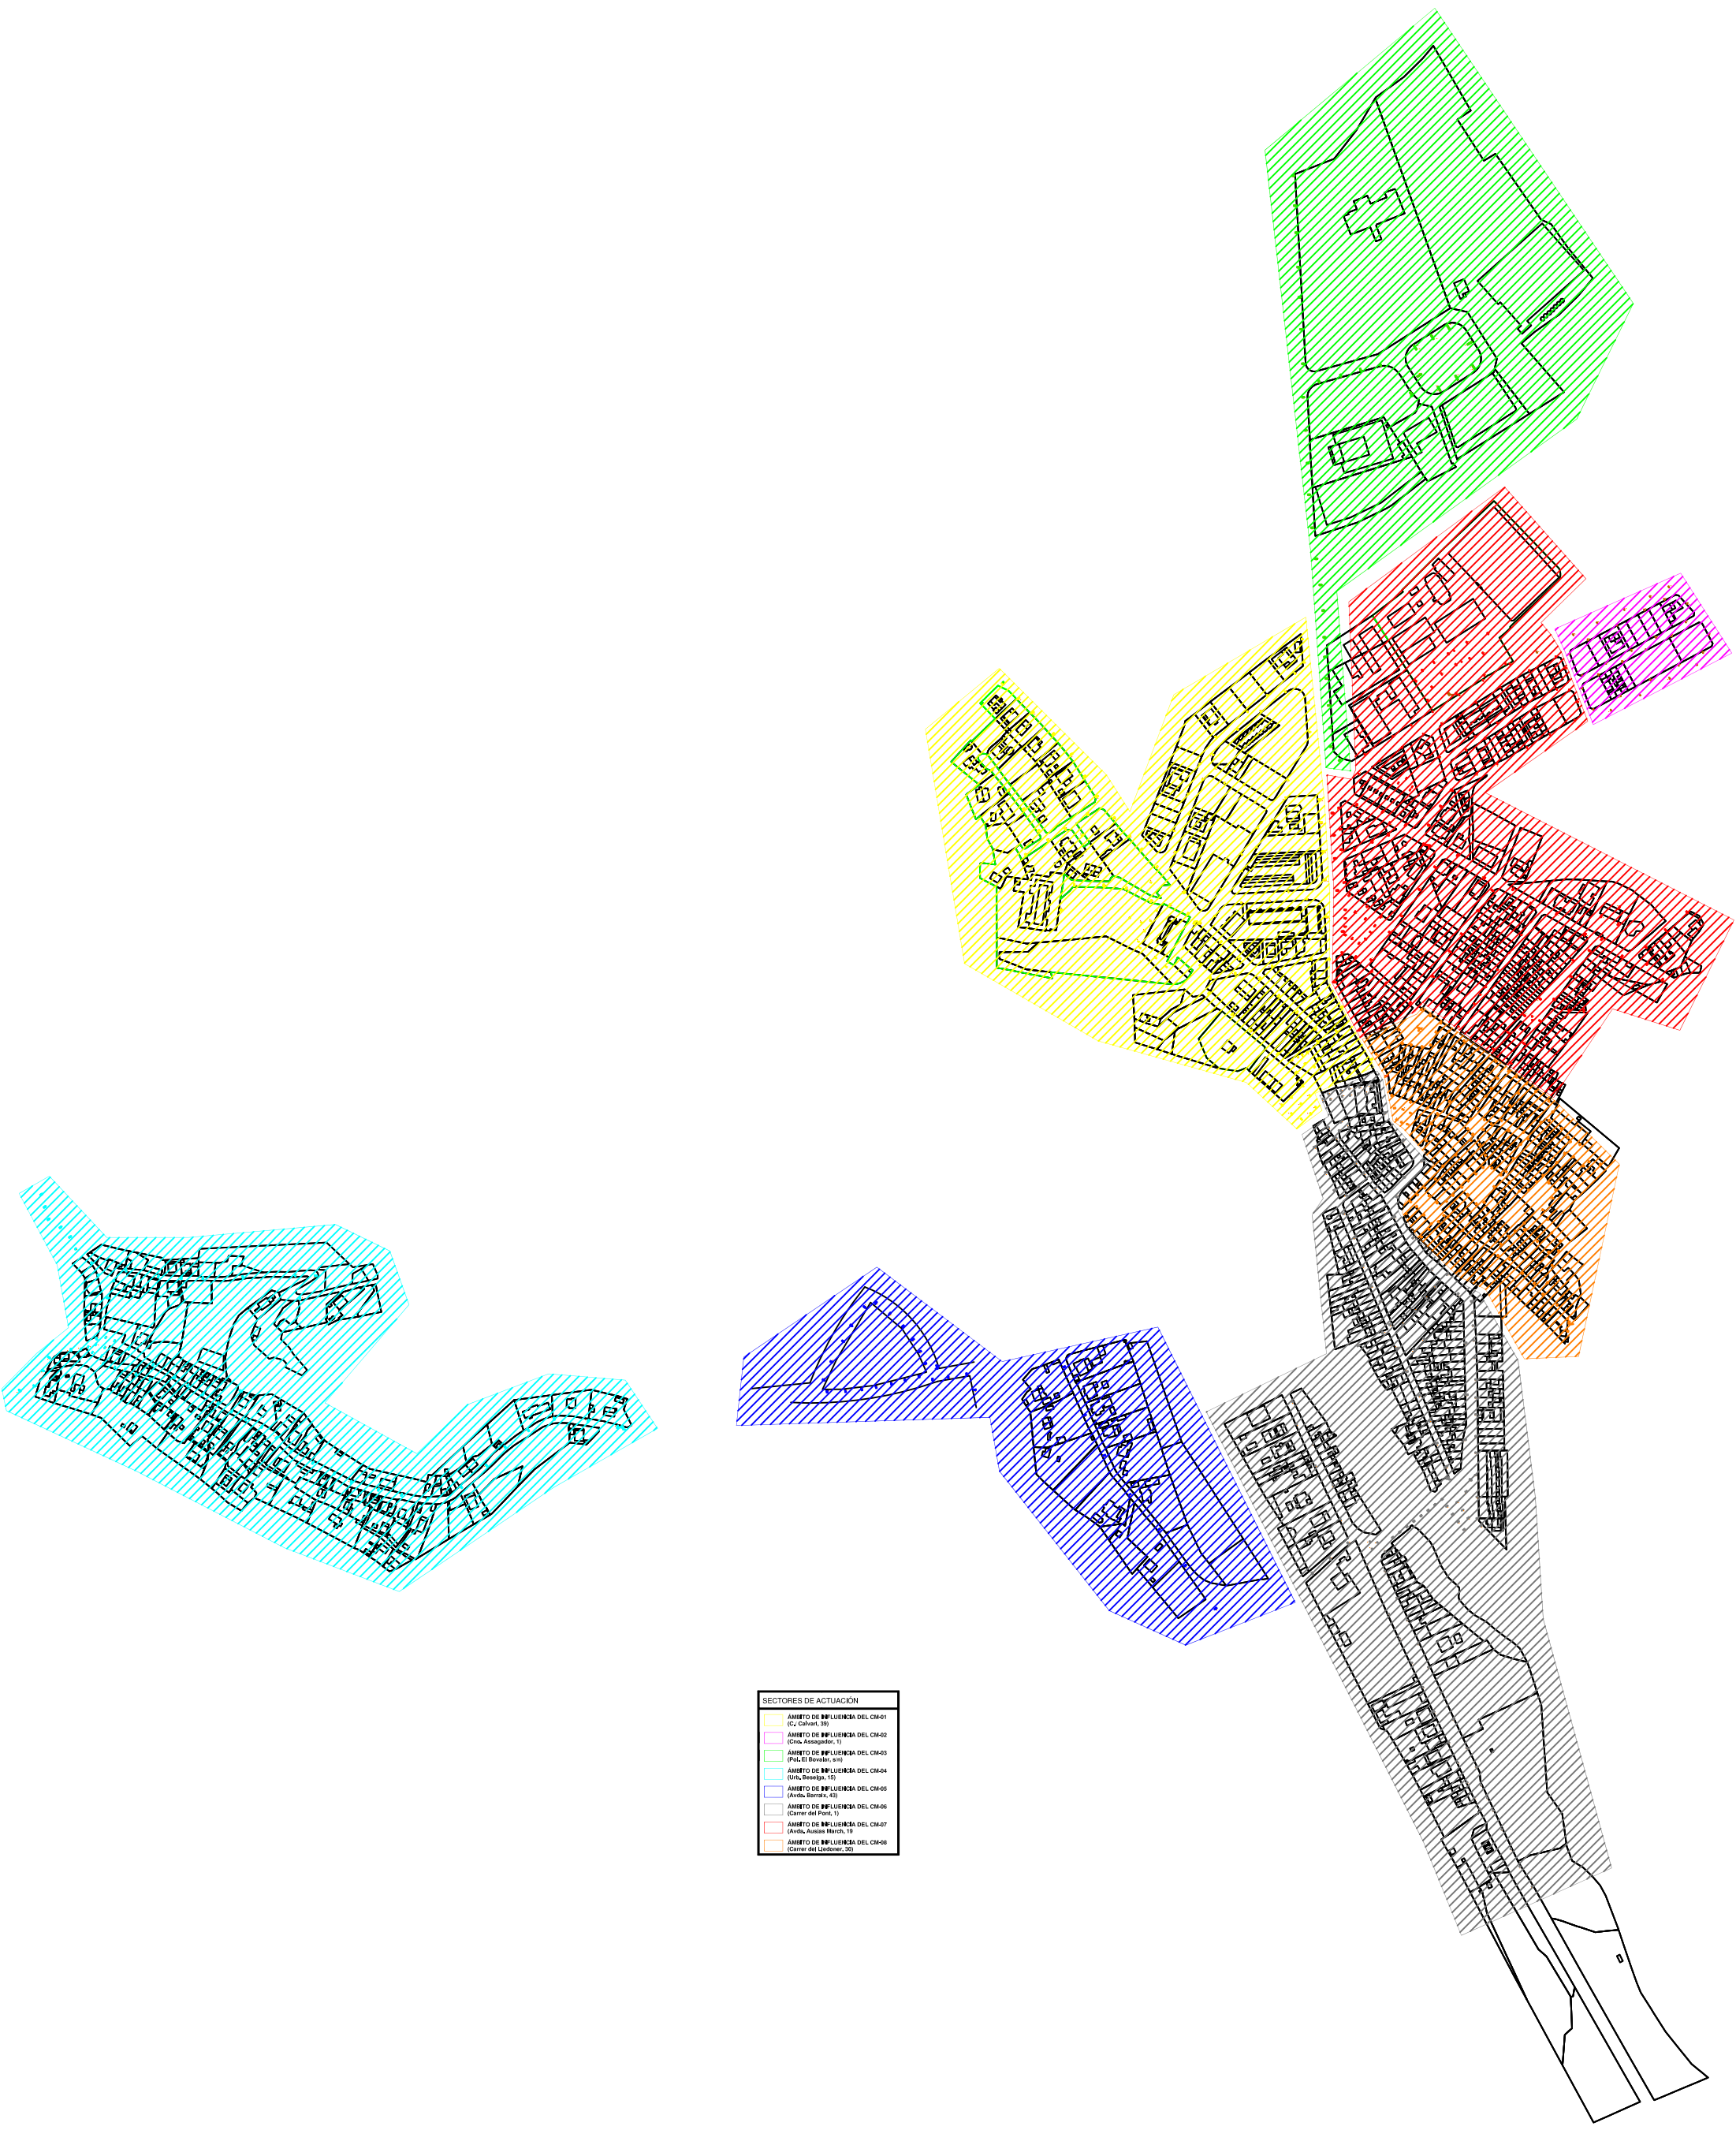 SECTORES DE ACTUACIÓN
ÁMBITO DE INFLUENCIA DEL CM-01
(C./ Calvari, 39)
ÁMBITO DE INFLUENCIA DEL CM-02
(Cno. Assagador, 1)
ÁMBITO DE INFLUENCIA DEL CM-03
(Pol. El Bovalar, s/n)
ÁMBITO DE INFLUENCIA DEL CM-04
(Urb. Beselga, 15)
ÁMBITO DE INFLUENCIA DEL CM-05
(Avda. Barraix, 43)
ÁMBITO DE INFLUENCIA DEL CM-06
(Carrer del Pont, 1)
ÁMBITO DE INFLUENCIA DEL CM-07
(Avda. Ausias March, 19
ÁMBITO DE INFLUENCIA DEL CM-08
(Carrer del Lledoner, 30)